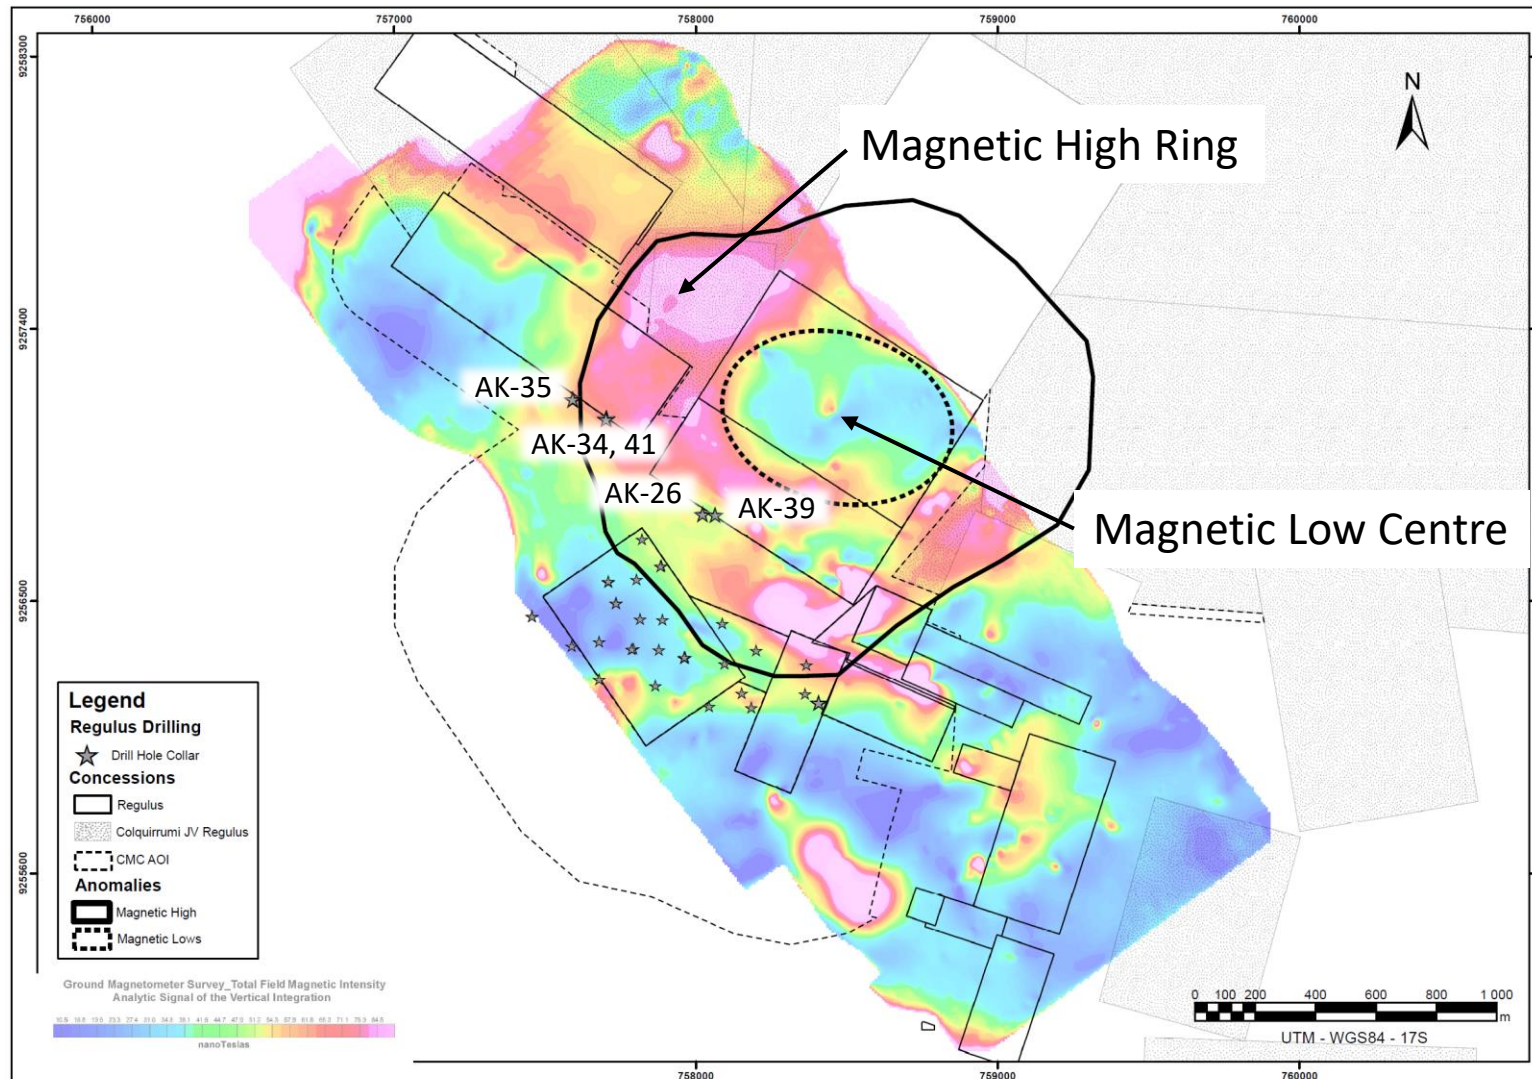 756000 757000 758000 759000 760000
9258300
N
Magnetic High Ring
9257400
AK-35
AK-34, 41
AK-26
AK-39
Magnetic Low Centre
9256500
Legend
Regulus Drilling
Drill Hole Collar
Concessions
Regulus
Colquirrumi JV Regulus
CMC AOI
Anomalies
Magnetic High
Magnetic Lows
9255600
Ground Magnetometer Survey_Total Field Magnetic Intensity
Analytic Signal of the Vertical Integration
nanoTeslas
0 100 200 400 600 800 1 000
m
UTM - WGS84 - 17S
758000 759000 760000